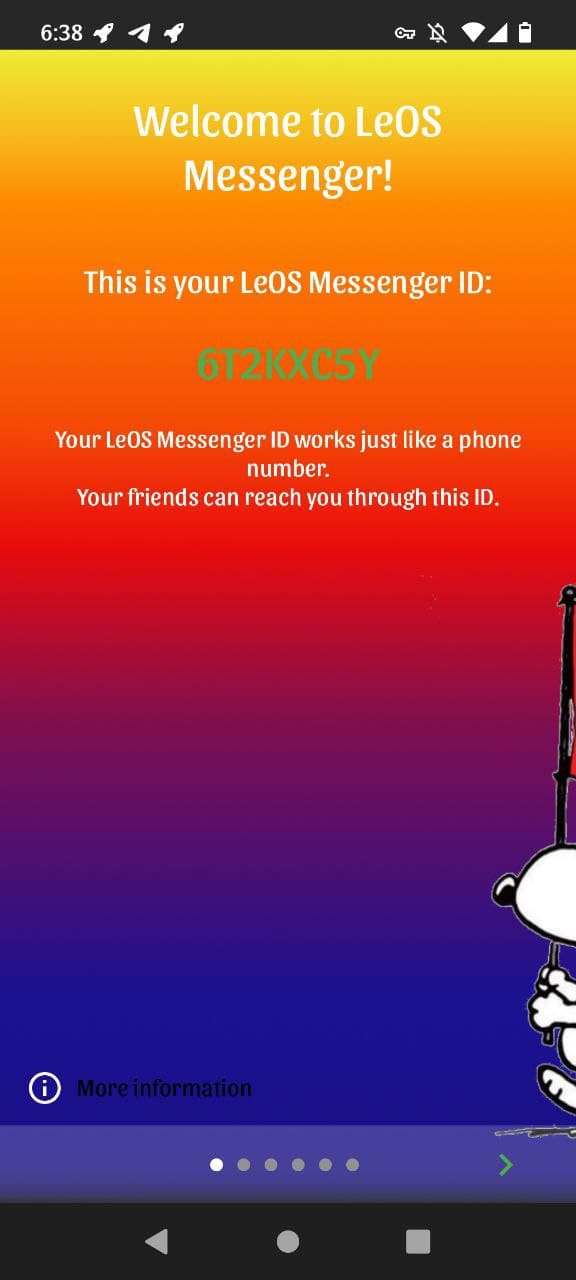 6:38
Welcome to LeOS
Messenger!
This is your LeOS Messenger ID:
6T2KXC5Y
Your LeOS Messenger ID works just like a phone
number.
Your friends can reach you through this ID.
More information